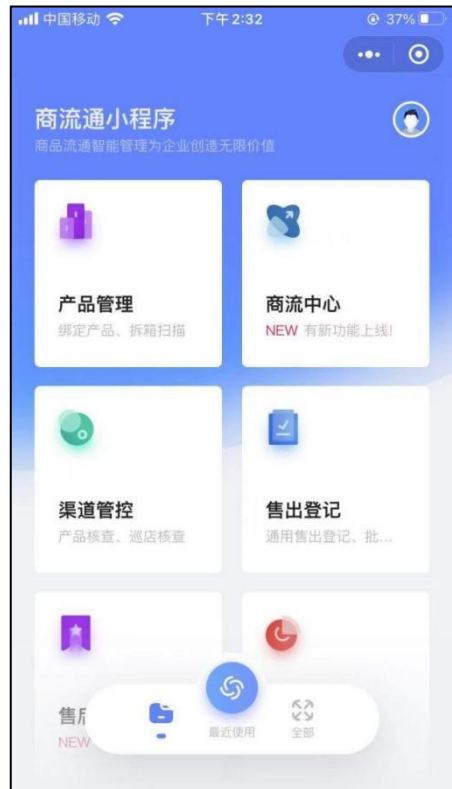 中国移动
下午2:32
37%
商流通小程序
商品流通智能管理为企业创造无限价值
产品管理
绑定产品、拆箱扫描
商流中心
NEW 有新功能上线!
渠道管控
产品核查、巡店核查
售出登记
通用售出登记、批...
售后
NEW
最近使用
全部